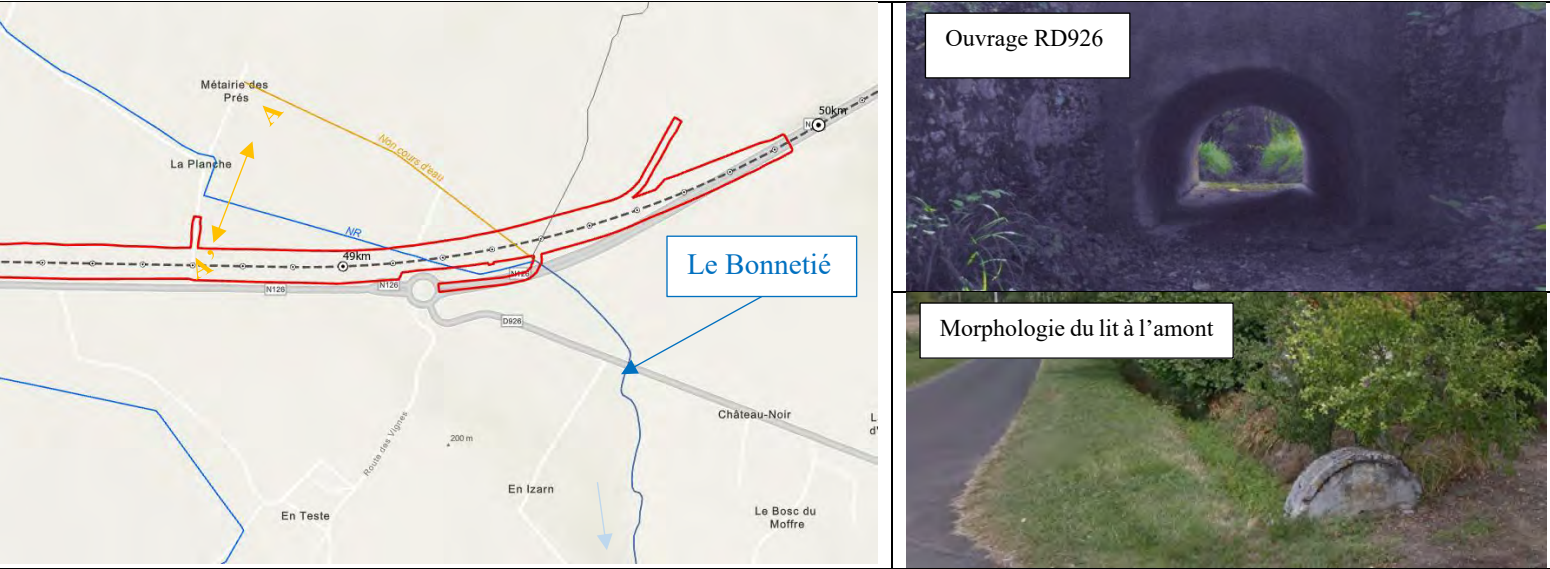 Métairie des
Prés
A
La Planche
Non cours d'eau
NR
A'
49km
50km
N
N126
N126
N126
D926
Le Bonnetié
Route des Vignes
200 m
Château-Noir
L
d'
En Izarn
En Teste
Le Bosc du
Moffre
Ouvrage RD926
Morphologie du lit à l'amont